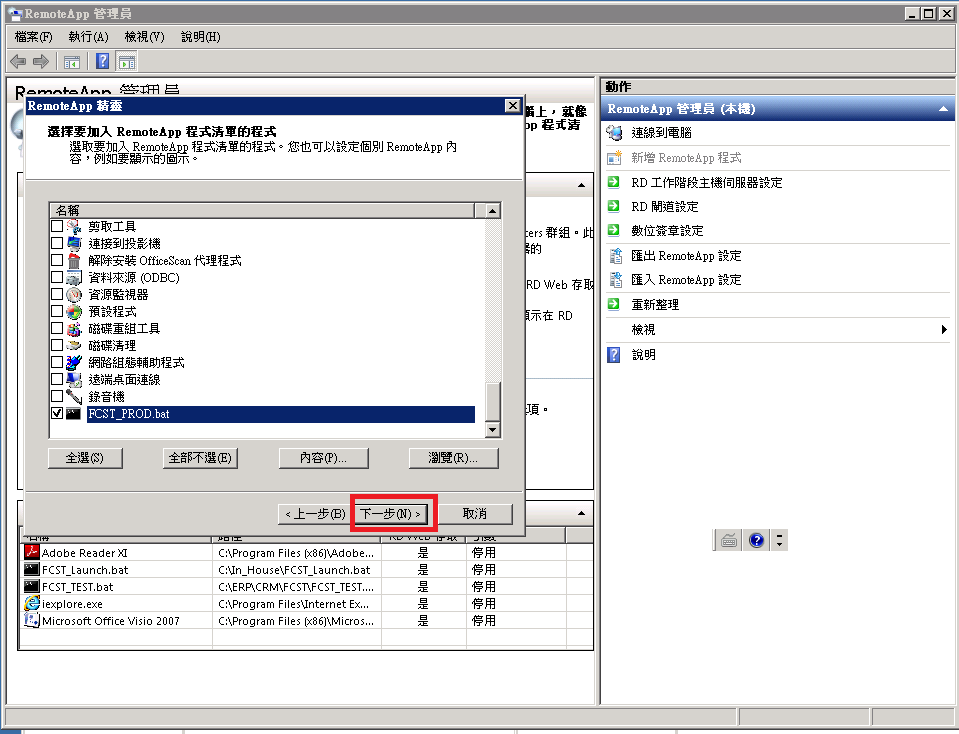 RemoteApp 管理員
檔案(F) 執行(A) 檢視(V) 說明(H)
RemoteApp 管理員
牆上，就像
pp 程式清
RemoteApp 精靈
選擇要加入 RemoteApp 程式清單的程式
選取要加入 RemoteApp 程式清單的程式。您也可以設定個別 RemoteApp 內
容，例如要顯示的圖示。
名稱
剪取工具
連接到投影機
解除安裝 OfficeScan 代理程式
資料來源 (ODBC)
資源監視器
預設程式
磁碟重組工具
磁碟清理
網路組態輔助程式
遠端桌面連線
錄音機
FCST_PROD.bat
全選(S) 全部不選(E) 內容(P)... 瀏覽(R)...
< 上一步(B) 下一步(N) > 取消
ters 群組。此
器的
RD Web 存取
顯示在 RD
項。
名稱 路徑 RD Web 存取 引數
Adobe Reader XI C:\Program Files (x86)\Adobe... 是 停用
FCST_Launch.bat C:\In_House\FCST_Launch.bat 是 停用
FCST_TEST.bat C:\ERP\CRM\FCST\FCST_TEST.... 是 停用
iexplore.exe C:\Program Files\Internet Ex... 是 停用
Microsoft Office Visio 2007 C:\Program Files (x86)\Micros... 是 停用
動作
RemoteApp 管理員 (本機)
連線到電腦
新增 RemoteApp 程式
RD 工作階段主機伺服器設定
RD 閘道設定
數位簽章設定
匯出 RemoteApp 設定
匯入 RemoteApp 設定
重新整理
檢視
說明